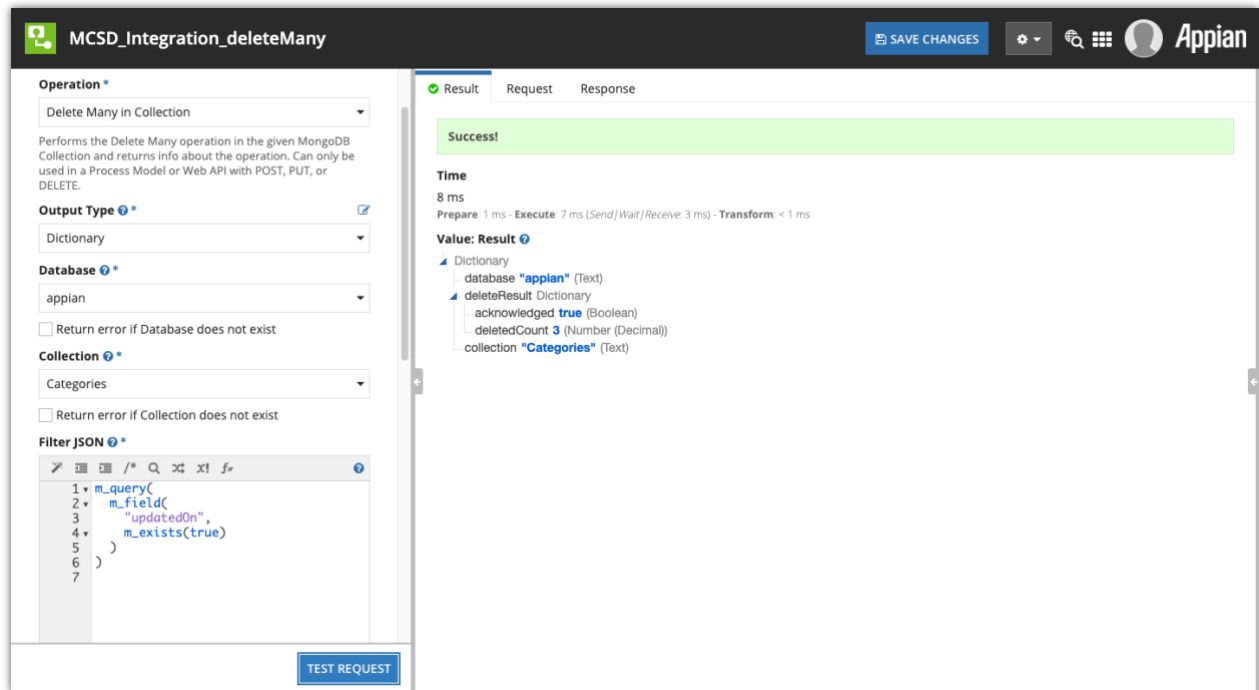 MCSD_Integration_deleteMany
SAVE CHANGES
Appian
Operation *
Delete Many in Collection
Performs the Delete Many operation in the given MongoDB
Collection and returns info about the operation. Can only be
used in a Process Model or Web API with POST, PUT, or
DELETE.
Output Type *
Dictionary
Database *
appian
Return error if Database does not exist
Collection *
Categories
Return error if Collection does not exist
Filter JSON *
/* x! f×
1 m_query(
2 m_field(
3 "updatedOn",
4 m_exists(true)
5 )
6 )
7
TEST REQUEST
Result Request Response
Success!
Time
8 ms
Prepare: 1 ms - Execute: 7 ms (Send|Wait|Receive: 3 ms) - Transform: < 1 ms
Value: Result
Dictionary
database "appian" (Text)
deleteResult Dictionary
acknowledged true (Boolean)
deletedCount 3 (Number (Decimal))
collection "Categories" (Text)